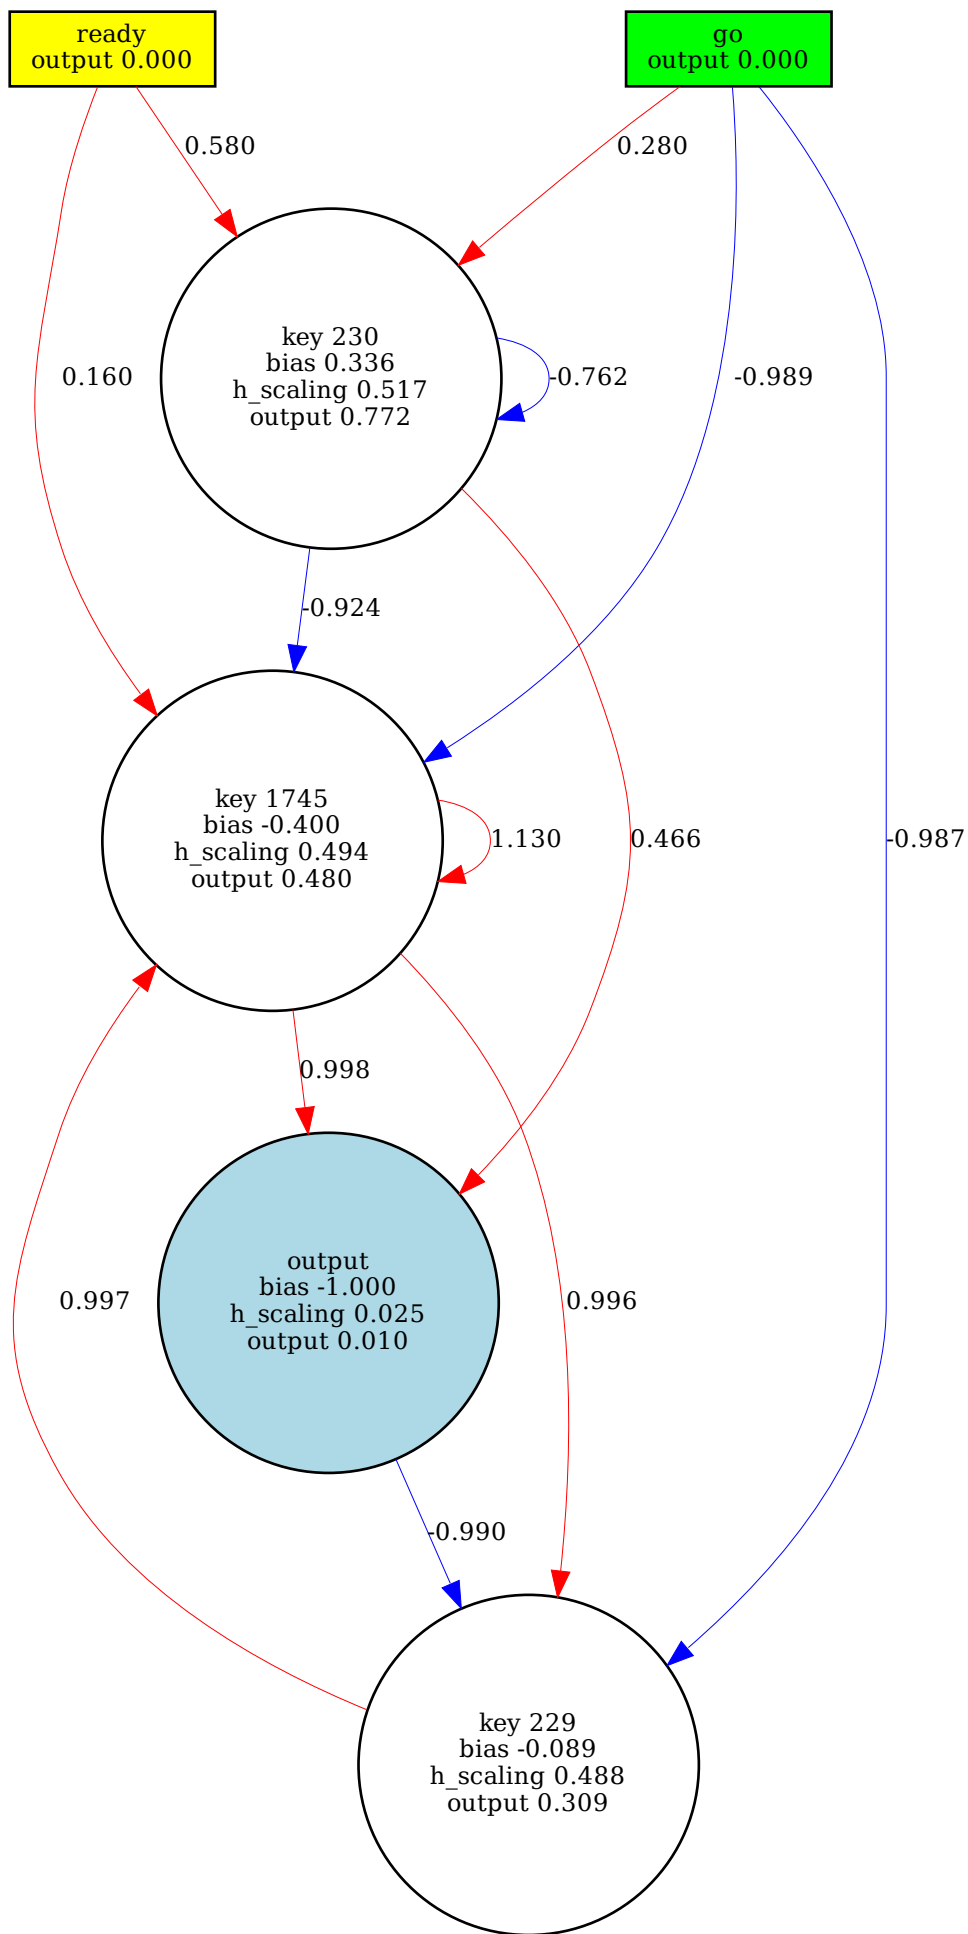 ready
output 0.000
go
output 0.000
0.580
0.280
key 230
bias 0.336
h_scaling 0.517
output 0.772
0.160
-0.762
-0.989
-0.924
key 1745
bias -0.400
h_scaling 0.494
output 0.480
1.130
0.466
-0.987
0.998
output
bias -1.000
h_scaling 0.025
output 0.010
0.997
0.996
-0.990
key 229
bias -0.089
h_scaling 0.488
output 0.309